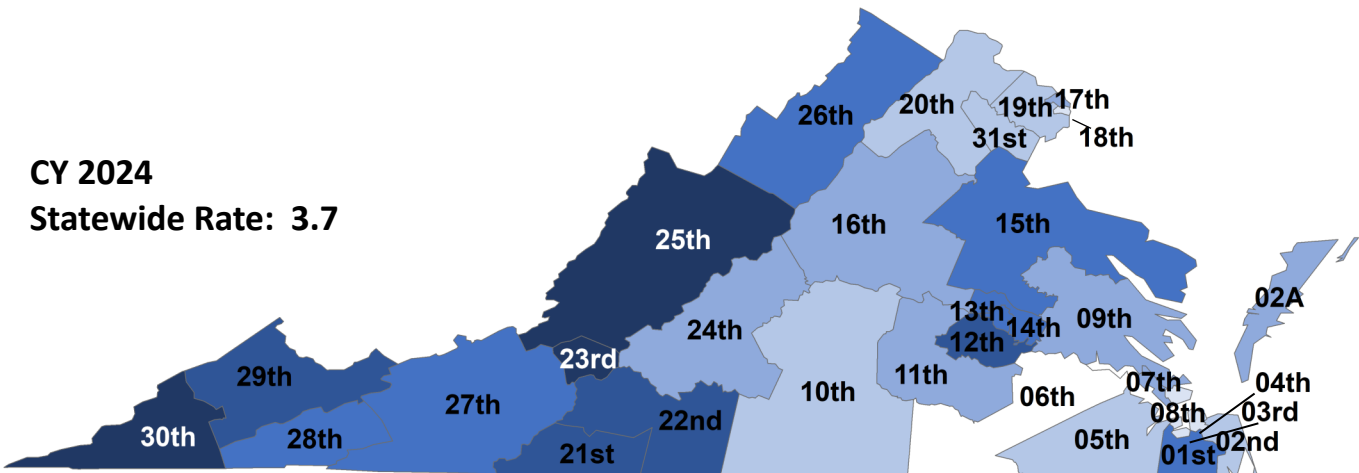 CY 2024
Statewide Rate: 3.7
26th
20th
19th
17th
31st
18th
25th
16th
15th
02A
24th
13th
14th
09th
12th
23rd
29th
27th
10th
11th
06th
07th
04th
30th
28th
22nd
08th
03rd
21st
05th
01st
02nd